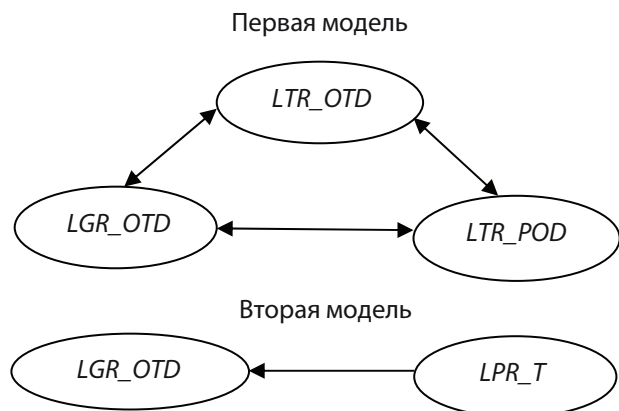 Первая модель
LTR_OTD
LGR_OTD
LTR_POD
Вторая модель
LGR_OTD
LPR_T